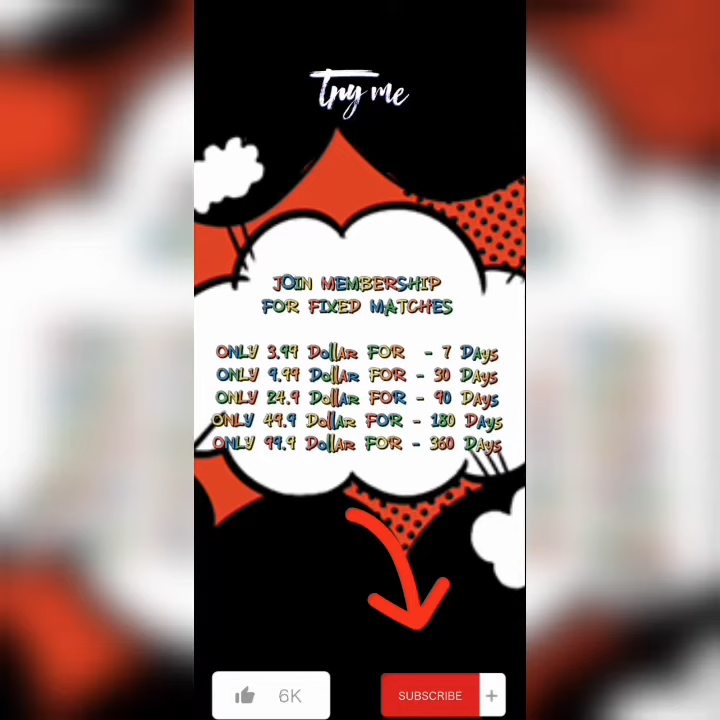 Try me
JOIN MEMBERSHIP
FOR FIXED MATCHES
ONLY 3.99 Dollar FOR - 7 DAys
ONLY 9.99 Dollar FOR - 30 DAys
ONLY 24.9 Dollar FOR - 90 DAys
ONLY 49.9 Dollar FOR - 180 DAys
ONLY 99.9 Dollar FOR - 360 DAys
6K
SUBSCRIBE +